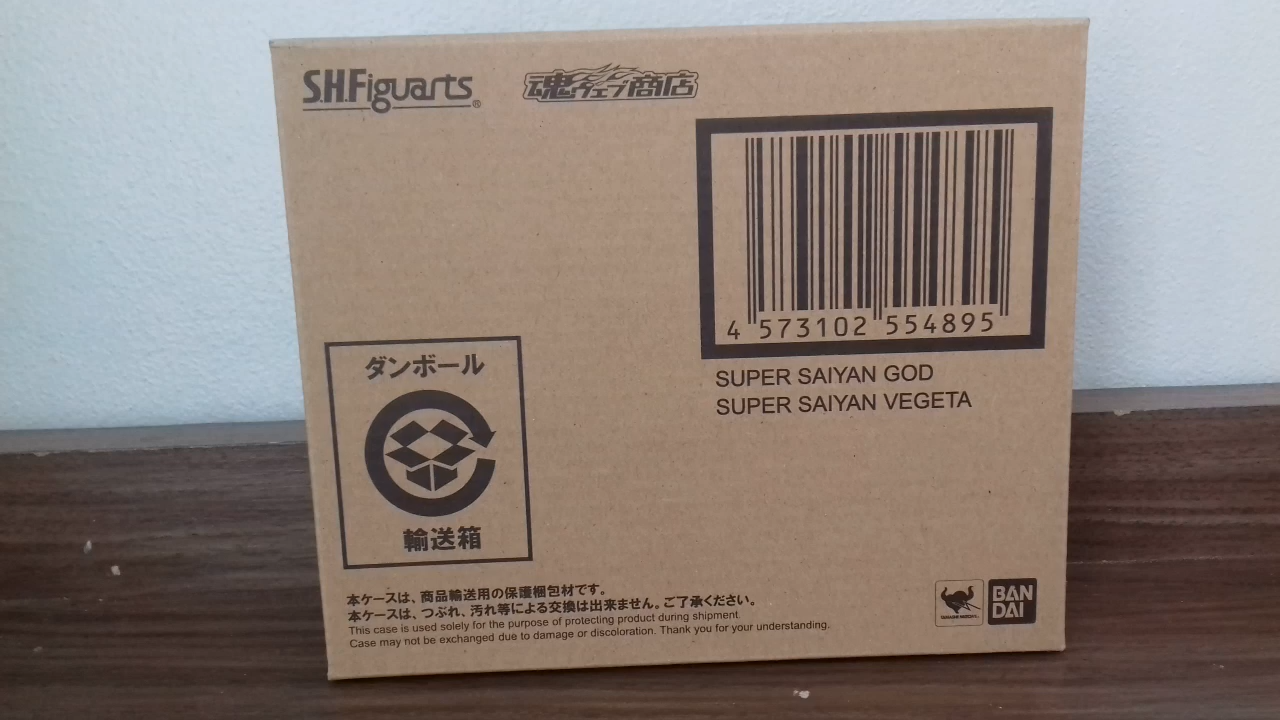 S.H.Figuarts®
魂ウェブ商店
4 573102 554895
SUPER SAIYAN GOD
SUPER SAIYAN VEGETA
ダンボール
輸送箱
本ケースは、商品輸送用の保護梱包材です。
本ケースは、つぶれ、汚れ等による交換は出来ません。ご了承ください。
This case is used solely for the purpose of protecting product during shipment.
Case may not be exchanged due to damage or discoloration. Thank you for your understanding.
TAMASHII NATIONS
BAN
DAI